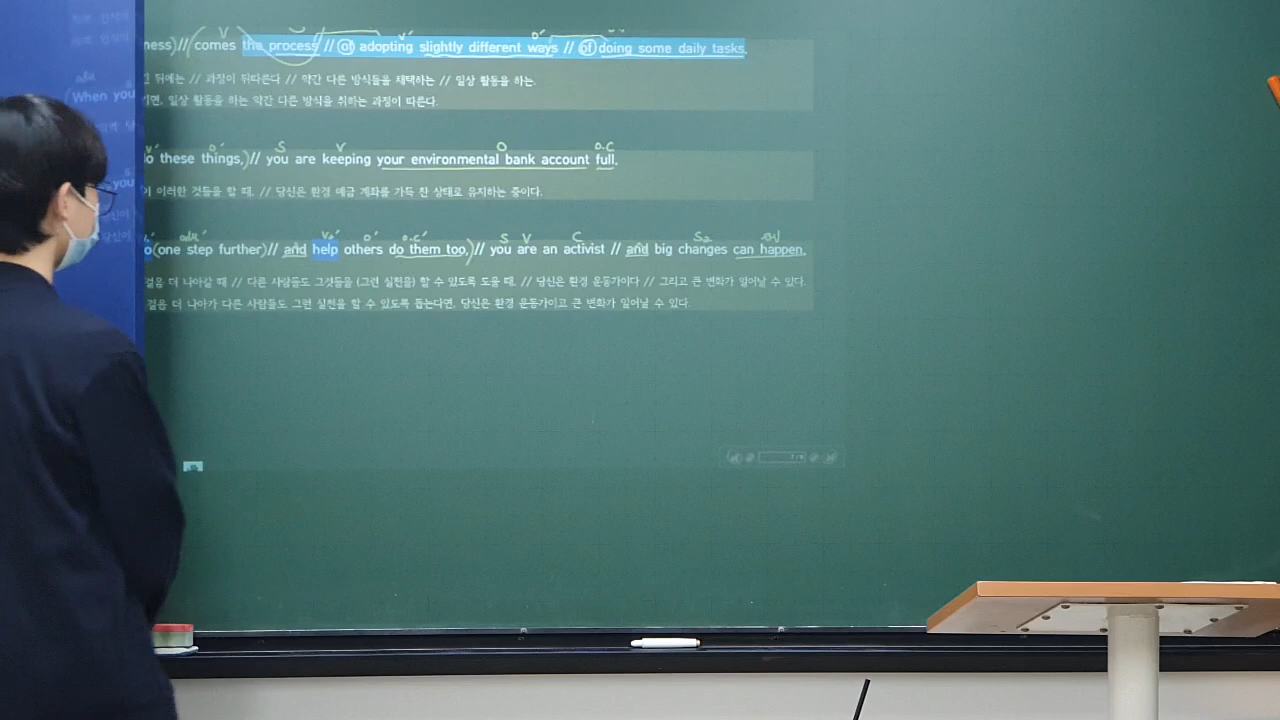 ness)//(comes the process // of adopting slightly different ways // of doing some daily tasks.
뒤에는 // 과정이 뒤따른다 // 약간 다른 방식들을 채택하는 // 일상 활동을 하는.
면, 일상 활동을 하는 약간 다른 방식을 취하는 과정이 따른다.
(When you
S V O O·C
these things,)// you are keeping your environmental bank account full.
이 이러한 것들을 할 때, // 당신은 환경 예금 계좌를 가득 찬 상태로 유지하는 중이다.
S V C S₂
(one step further)// and help others do them too,)// you are an activist // and big changes can happen.
걸음 더 나아갈 때 // 다른 사람들도 그것들을 (그런 실천을) 할 수 있도록 도울 때, // 당신은 환경 운동가이다 // 그리고 큰 변화가 일어날 수 있다.
걸음 더 나아가 다른 사람들도 그런 실천을 할 수 있도록 돕는다면, 당신은 환경 운동가이고 큰 변화가 일어날 수 있다.